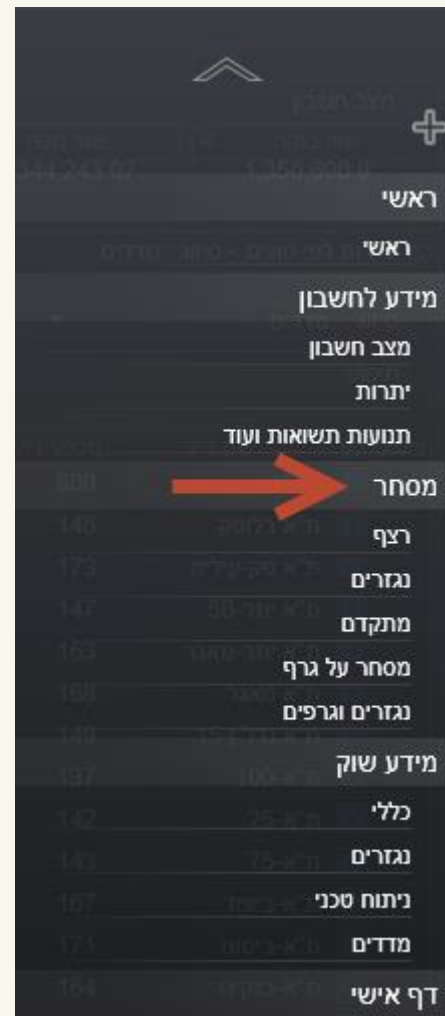 ראשי
ראשי
מידע לחשבון
מצב חשבון
יתרות
תנועות תשואות ועוד
מסחר
רצף
נגזרים
מתקדם
מסחר על גרף
נגזרים וגרפים
מידע שוק
כללי
נגזרים
ניתוח טכני
מדדים
דף אישי